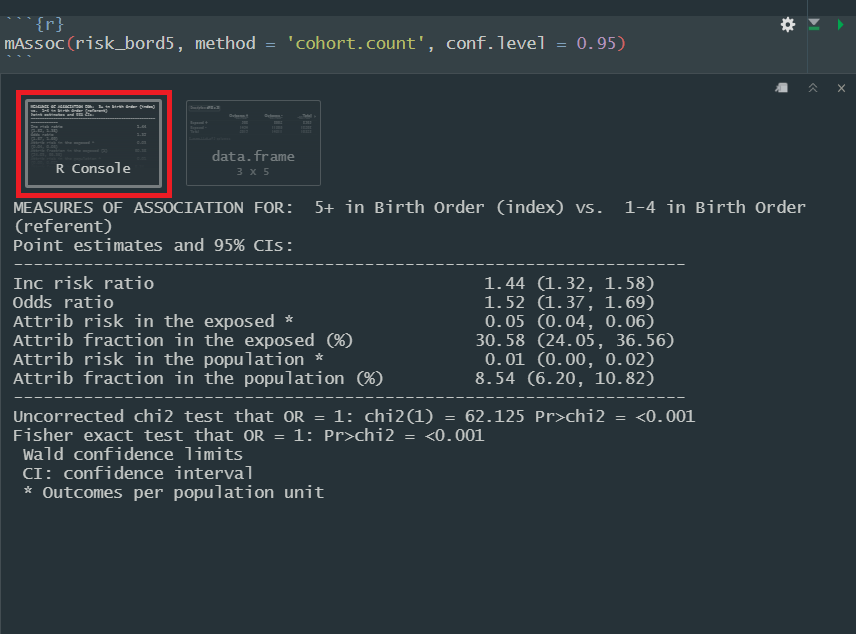 ```{r}
mAssoc(risk_bord5, method = 'cohort.count', conf.level = 0.95)
```
R Console
data.frame
3 x 5
MEASURES OF ASSOCIATION FOR:  5+ in Birth Order (index) vs.  1-4 in Birth Order
(referent)
Point estimates and 95% CIs:
-------------------------------------------------------------------
Inc risk ratio                                 1.44 (1.32, 1.58)
Odds ratio                                     1.52 (1.37, 1.69)
Attrib risk in the exposed *                   0.05 (0.04, 0.06)
Attrib fraction in the exposed (%)            30.58 (24.05, 36.56)
Attrib risk in the population *                0.01 (0.00, 0.02)
Attrib fraction in the population (%)         8.54 (6.20, 10.82)
-------------------------------------------------------------------
Uncorrected chi2 test that OR = 1: chi2(1) = 62.125 Pr>chi2 = <0.001
Fisher exact test that OR = 1: Pr>chi2 = <0.001
 Wald confidence limits
 CI: confidence interval
 * Outcomes per population unit